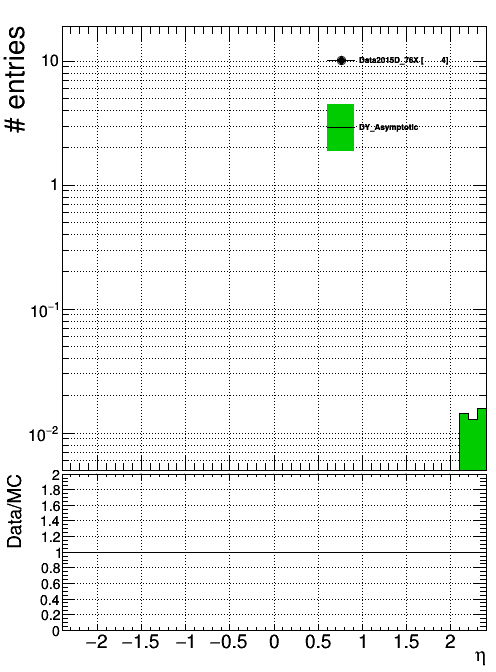 # entries
10
1
10⁻¹
10⁻²
Data2015D_76X [ 4]
DY_Asymptotic
Data/MC
2
1.8
1.6
1.4
1.2
1
0.8
0.6
0.4
0.2
0
−2 −1.5 −1 −0.5 0 0.5 1 1.5 2
η